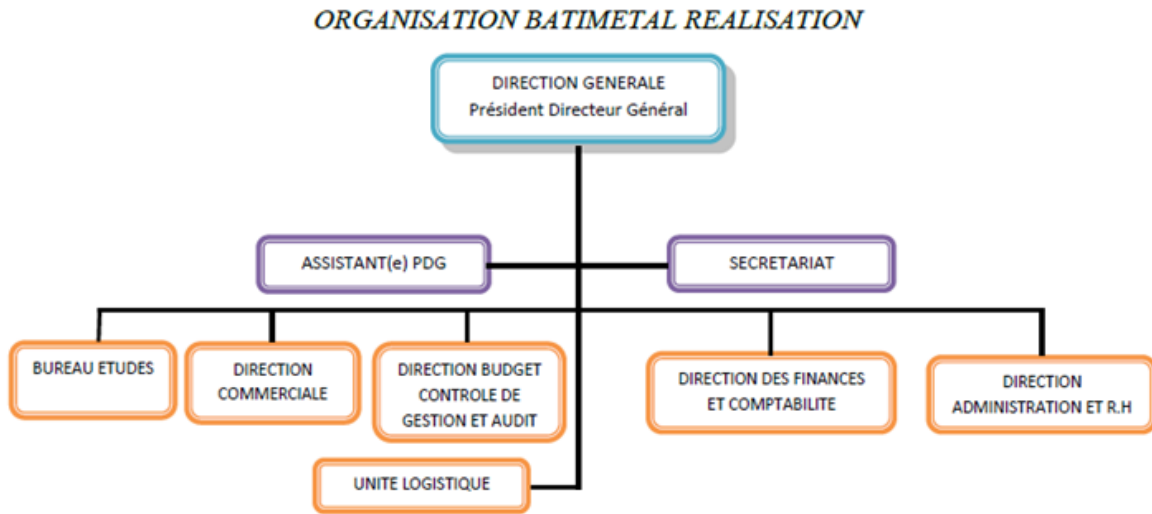 ORGANISATION BATIMETAL REALISATION
DIRECTION GENERALE
Président Directeur Général
ASSISTANT(e) PDG
SECRETARIAT
BUREAU ETUDES
DIRECTION
COMMERCIALE
DIRECTION BUDGET
CONTROLE DE
GESTION ET AUDIT
DIRECTION DES FINANCES
ET COMPTABILITE
DIRECTION
ADMINISTRATION ET R.H
UNITE LOGISTIQUE